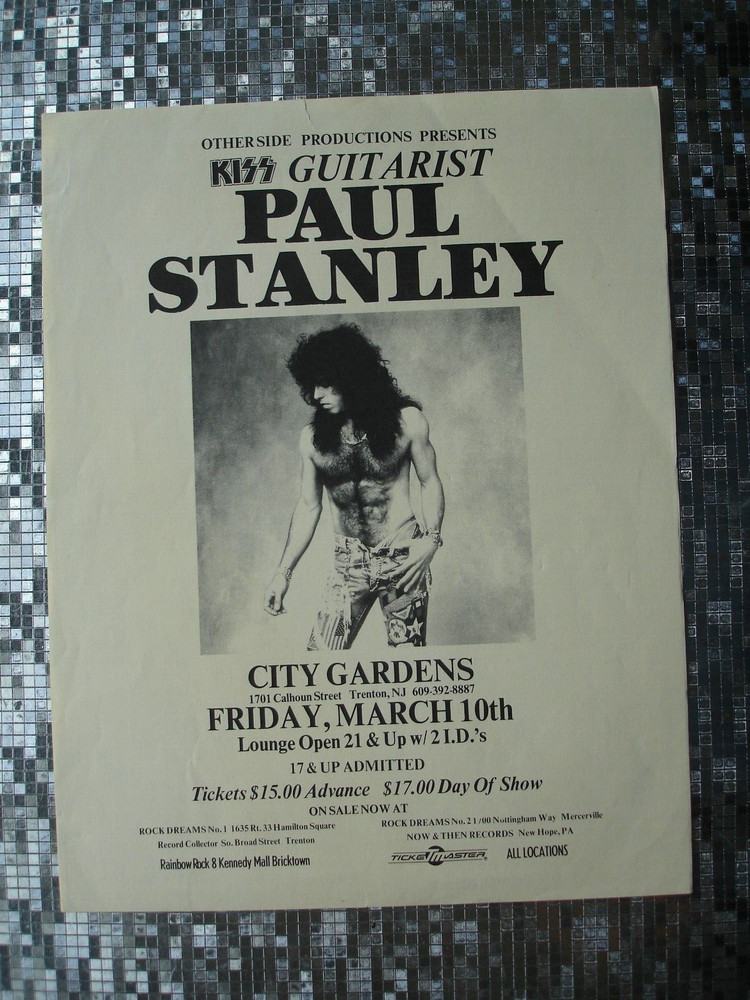 OTHER SIDE PRODUCTIONS PRESENTS
KISS GUITARIST
PAUL
STANLEY
CITY GARDENS
1701 Calhoun Street Trenton, NJ 609-392-8887
FRIDAY, MARCH 10th
Lounge Open 21 & Up w/ 2 I.D.'s
17 & UP ADMITTED
Tickets $15.00 Advance $17.00 Day Of Show
ON SALE NOW AT
ROCK DREAMS No. 1 1635 Rt. 33 Hamilton Square
ROCK DREAMS No. 2 Nottingham Way Mercerville
Record Collector So. Broad Street Trenton
NOW & THEN RECORDS New Hope, PA
Rainbow Rock & Kennedy Mall Bricktown
TICKETMASTER ALL LOCATIONS